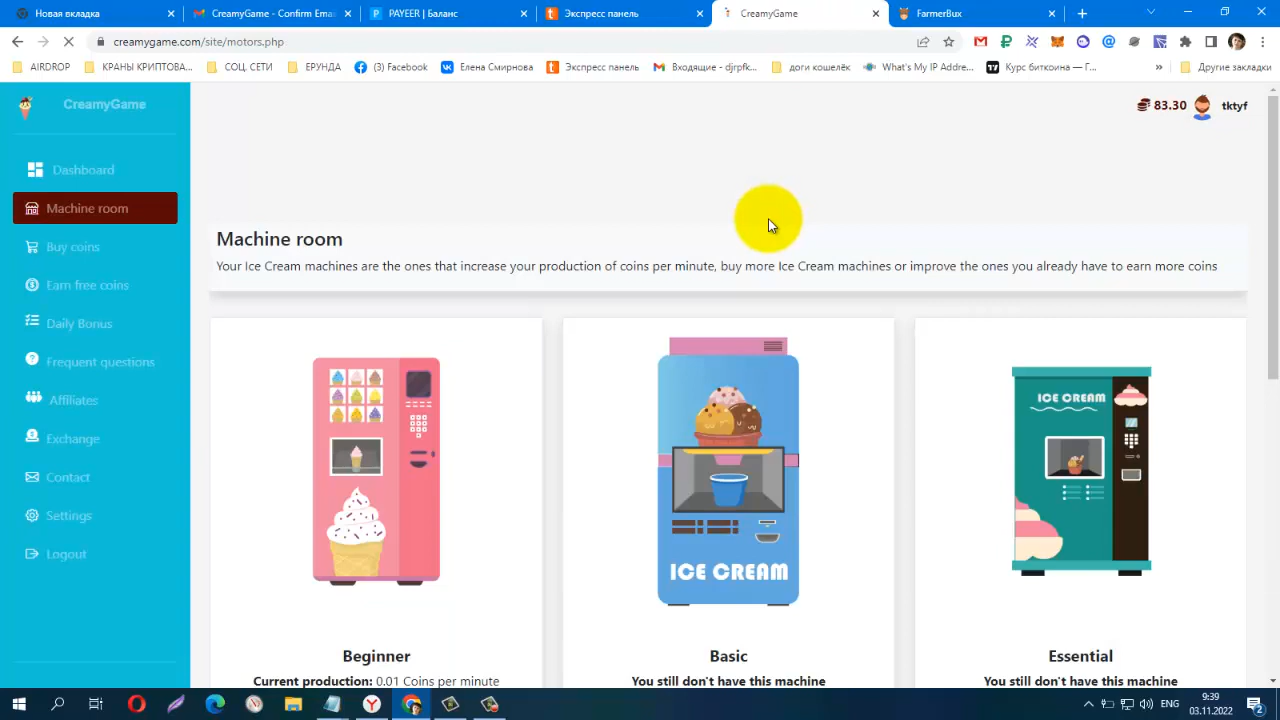 Новая вкладка
CreamyGame - Confirm Emai
PAYEER | Баланс
Экспресс панель
CreamyGame
FarmerBux
creamygame.com/site/motors.php
AIRDROP
КРАНЫ КРИПТОВА...
СОЦ. СЕТИ
ЕРУНДА
(3) Facebook
Елена Смирнова
Экспресс панель
Входящие - djrpfk...
доги кошелёк
What's My IP Addre...
Курс биткоина — Г...
»
Другие закладки
CreamyGame
83.30
tktyf
Dashboard
Machine room
Buy coins
Earn free coins
Daily Bonus
Frequent questions
Affiliates
Exchange
Contact
Settings
Logout
Machine room
Your Ice Cream machines are the ones that increase your production of coins per minute, buy more Ice Cream machines or improve the ones you already have to earn more coins
ICE CREAM
ICE CREAM
Beginner
Current production: 0.01 Coins per minute
Basic
You still don't have this machine
Essential
You still don't have this machine
ENG
9:39
03.11.2022
2